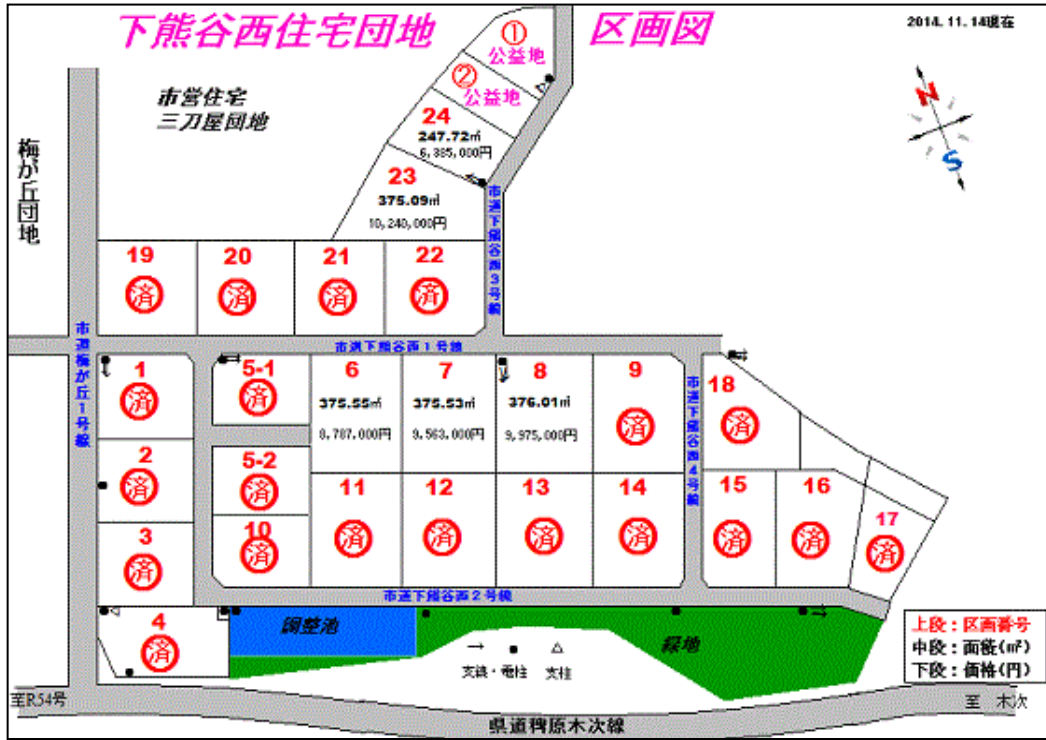 下熊谷西住宅団地 区画図
2014.11.14現在
市営住宅
三刀屋団地
梅が丘団地
N
S
①
公益地
②
公益地
24
247.72㎡
6,385,000円
23
375.09㎡
10,240,000円
市道下熊谷西3号線
19
済
20
済
21
済
22
済
市道下熊谷西1号線
市道梅が丘1号線
1
済
2
済
3
済
4
済
5-1
済
5-2
済
10
済
6
375.55㎡
8,787,000円
7
375.53㎡
9,563,000円
8
376.01㎡
9,975,000円
9
済
11
済
12
済
13
済
14
済
市道下熊谷西4号線
18
済
15
済
16
済
17
済
市道下熊谷西2号線
調整池
緑地
支線・電柱 支柱
上段：区画番号
中段：面積(㎡)
下段：価格(円)
至R54号
至 木次
県道稗原木次線